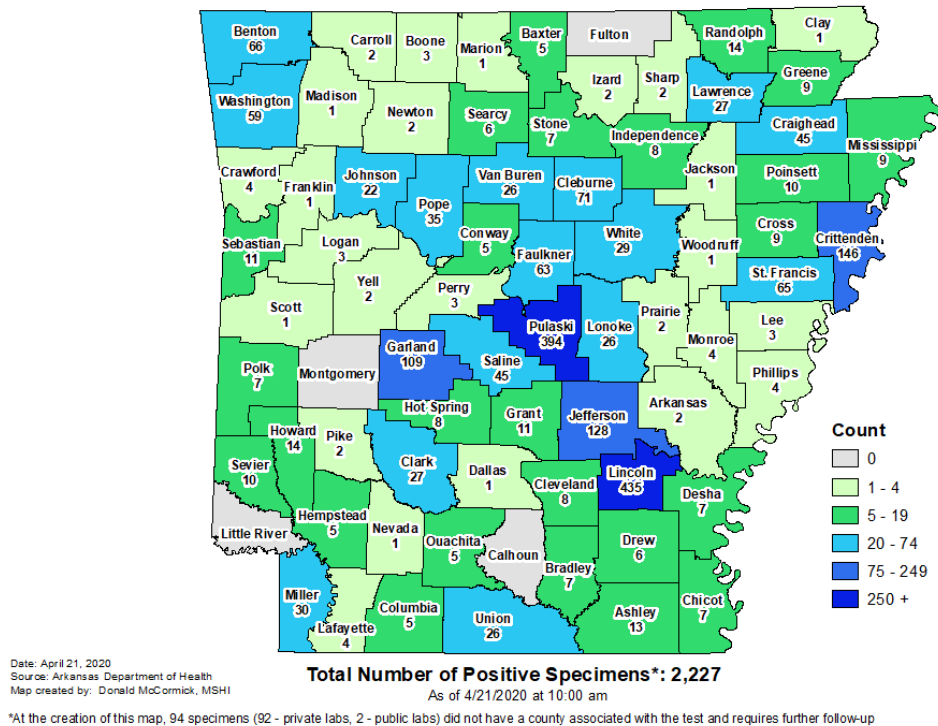 Benton
66
Carroll
2
Boone
3
Marion
1
Baxter
5
Fulton
Randolph
14
Clay
1
Izard
2
Sharp
2
Lawrence
27
Greene
9
Washington
59
Madison
1
Newton
2
Searcy
6
Stone
7
Independence
8
Craighead
45
Mississippi
9
Crawford
4
Franklin
1
Johnson
22
Pope
35
Van Buren
26
Cleburne
71
Jackson
1
Poinsett
10
Sebastian
11
Logan
3
Conway
5
Faulkner
63
White
29
Woodruff
1
Cross
9
Crittenden
146
St. Francis
65
Scott
1
Yell
2
Perry
3
Pulaski
394
Lonoke
26
Prairie
2
Monroe
4
Lee
3
Phillips
4
Polk
7
Montgomery
Garland
109
Saline
45
Hot Spring
8
Grant
11
Jefferson
128
Arkansas
2
Howard
14
Pike
2
Sevier
10
Clark
27
Dallas
1
Cleveland
8
Lincoln
435
Desha
7
Little River
Hempstead
5
Nevada
1
Ouachita
5
Calhoun
Bradley
7
Drew
6
Miller
30
Lafayette
4
Columbia
5
Union
26
Ashley
13
Chicot
7
Count
0
1 - 4
5 - 19
20 - 74
75 - 249
250 +
Date: April 21, 2020
Source: Arkansas Department of Health
Map created by: Donald McCormick, MSHI
Total Number of Positive Specimens*: 2,227
As of 4/21/2020 at 10:00 am
*At the creation of this map, 94 specimens (92 - private labs, 2 - public labs) did not have a county associated with the test and requires further follow-up